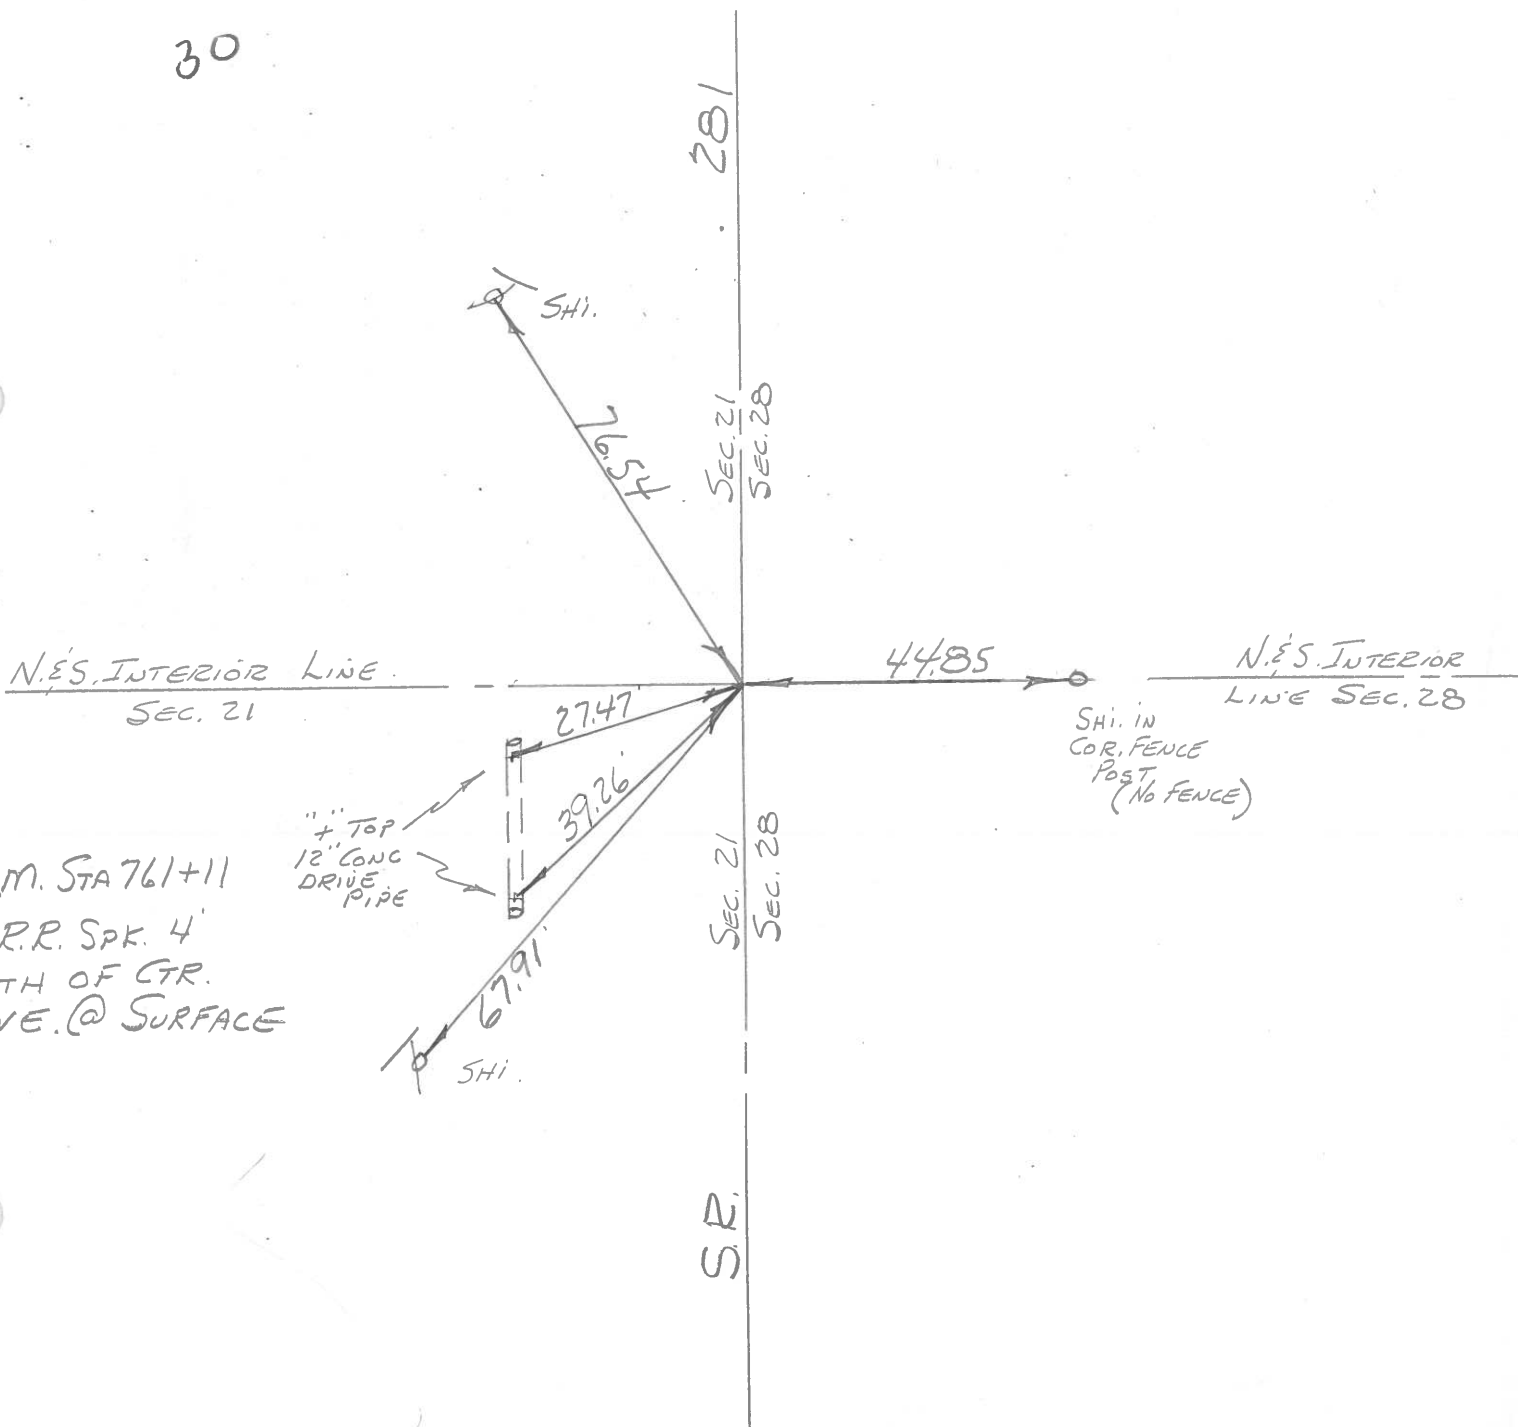 30
281
SHI.
76.54
SEC. 21
SEC. 28
N.&S. INTERIOR LINE.
SEC. 21
44.85
N.&S. INTERIOR
LINE SEC. 28
27.47'
SHI. IN
COR. FENCE
POST
(NO FENCE)
39.26'
"+" TOP
12" CONC
DRIVE
PIPE
SEC. 21
SEC. 28
M. STA 761+11
R.R. SPK. 4'
TH OF CTR.
VE. @ SURFACE
67.91'
SHI.
S.R.